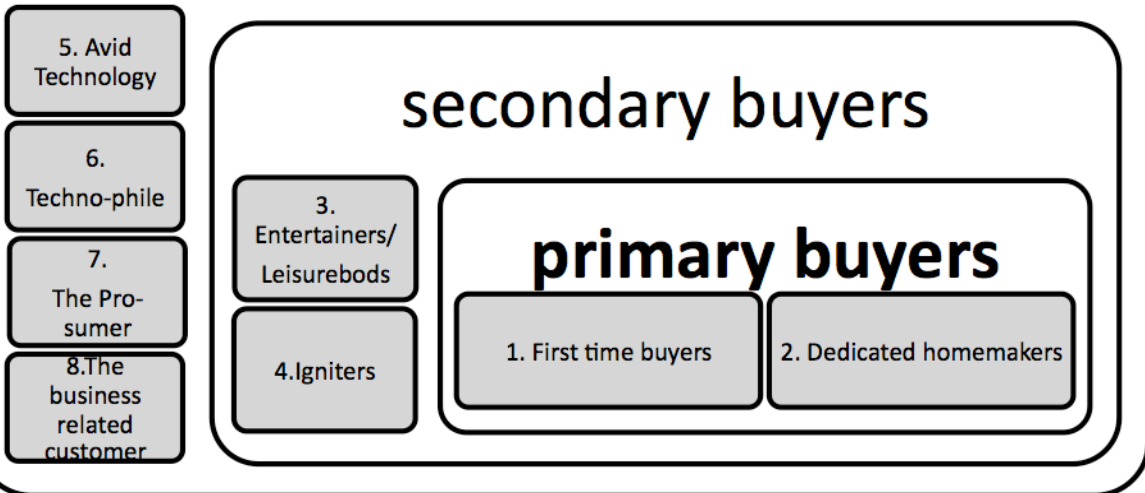 5. Avid
Technology
6.
Techno-phile
7.
The Pro-
sumer
8.The
business
related
customer
secondary buyers
3.
Entertainers/
Leisurebods
4.Igniters
primary buyers
1. First time buyers
2. Dedicated homemakers